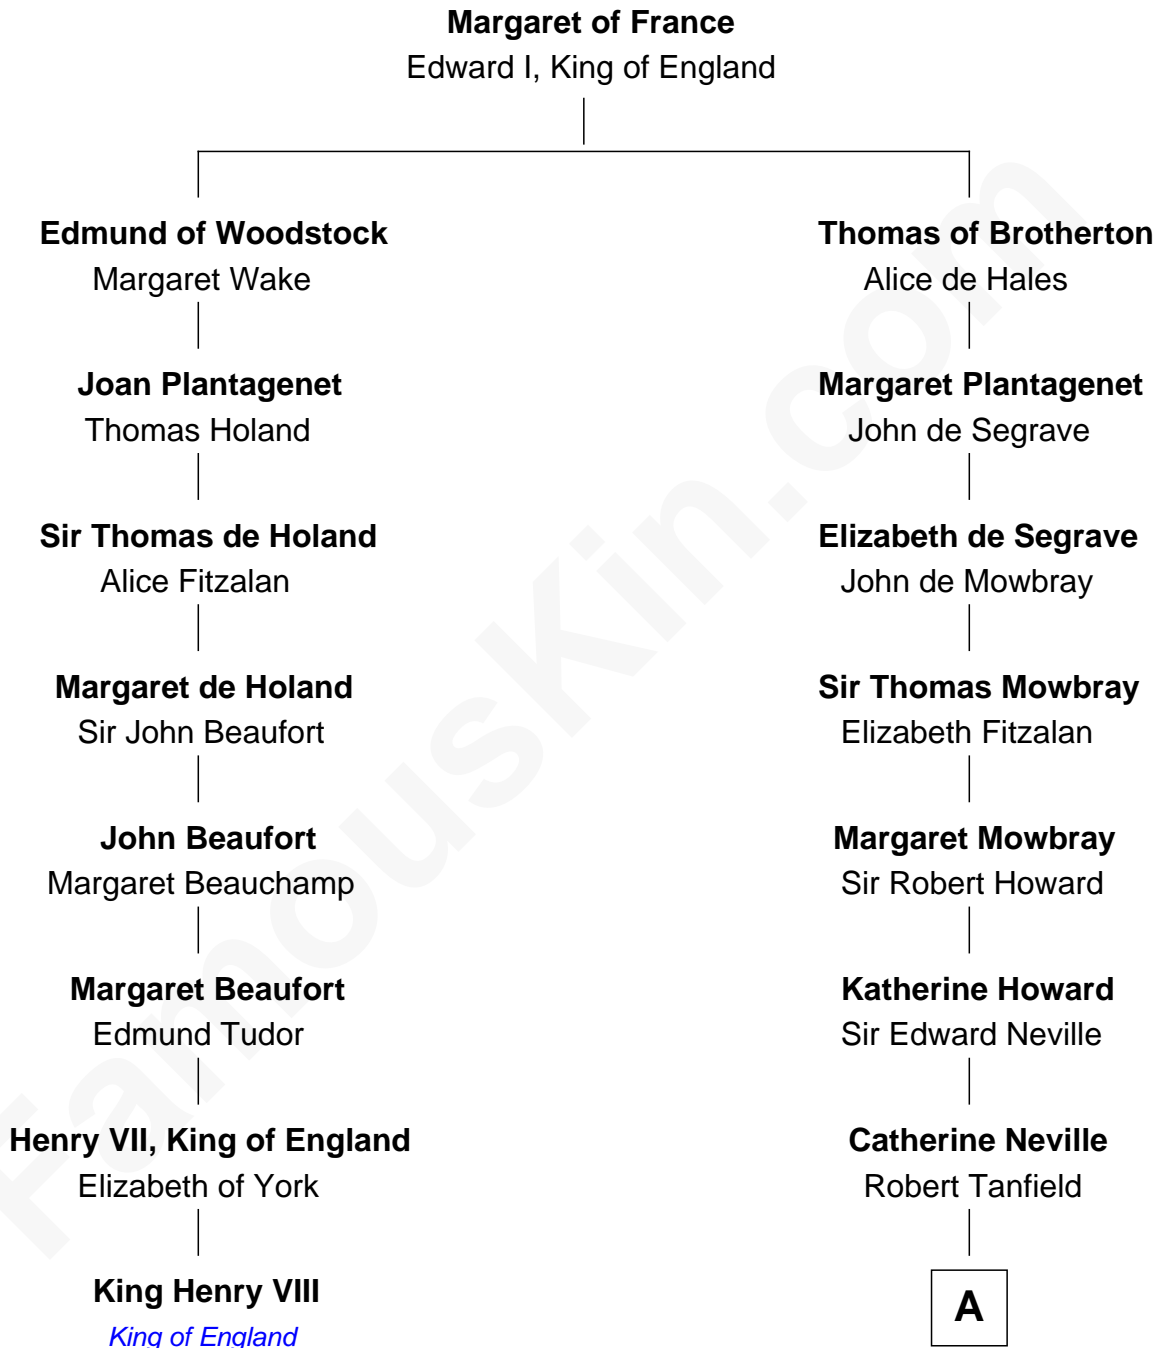 Margaret of France
Edward I, King of England
Edmund of Woodstock
Margaret Wake
Joan Plantagenet
Thomas Holand
Sir Thomas de Holand
Alice Fitzalan
Margaret de Holand
Sir John Beaufort
John Beaufort
Margaret Beauchamp
Margaret Beaufort
Edmund Tudor
Henry VII, King of England
Elizabeth of York
King Henry VIII
King of England
Thomas of Brotherton
Alice de Hales
Margaret Plantagenet
John de Segrave
Elizabeth de Segrave
John de Mowbray
Sir Thomas Mowbray
Elizabeth Fitzalan
Margaret Mowbray
Sir Robert Howard
Katherine Howard
Sir Edward Neville
Catherine Neville
Robert Tanfield
A
FamousKin.com